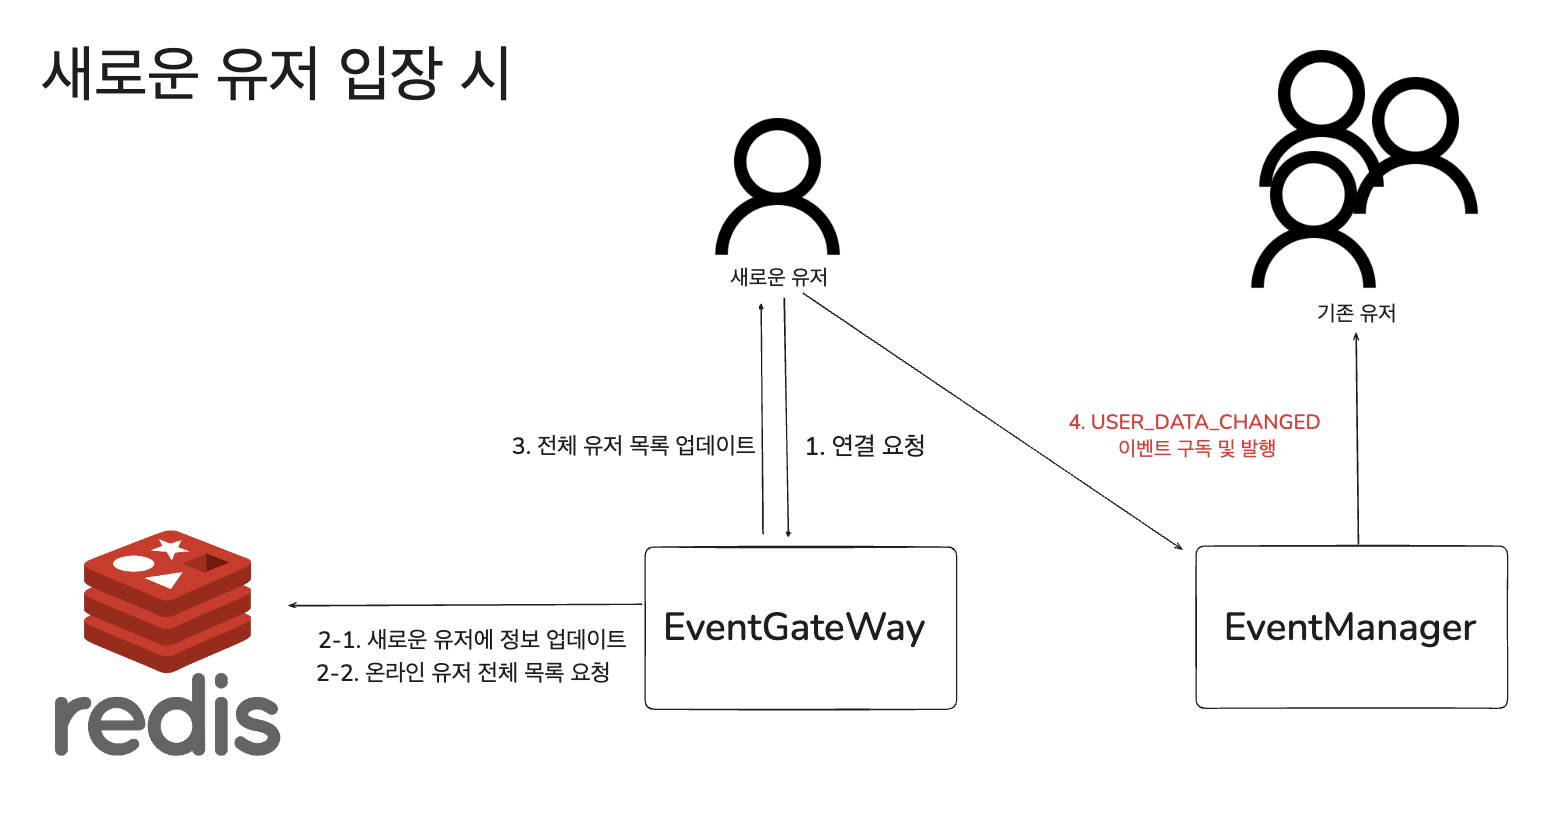 새로운 유저 입장 시
새로운 유저
기존 유저
4. USER_DATA_CHANGED
이벤트 구독 및 발행
3. 전체 유저 목록 업데이트
1. 연결 요청
EventGateWay
EventManager
2-1. 새로운 유저에 정보 업데이트
2-2. 온라인 유저 전체 목록 요청
redis